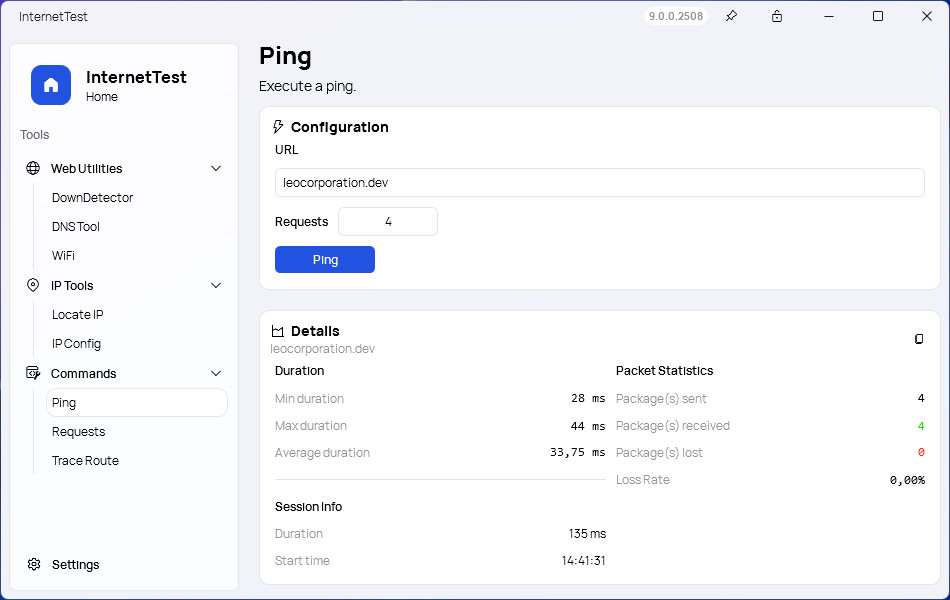 InternetTest
9.0.0.2508
InternetTest
Home
Tools
Web Utilities
DownDetector
DNS Tool
WiFi
IP Tools
Locate IP
IP Config
Commands
Ping
Requests
Trace Route
Settings
Ping
Execute a ping.
Configuration
URL
leocorporation.dev
Requests 4
Ping
Details
leocorporation.dev
Duration
Min duration 28 ms
Max duration 44 ms
Average duration 33,75 ms
Packet Statistics
Package(s) sent 4
Package(s) received 4
Package(s) lost 0
Loss Rate 0,00%
Session Info
Duration 135 ms
Start time 14:41:31